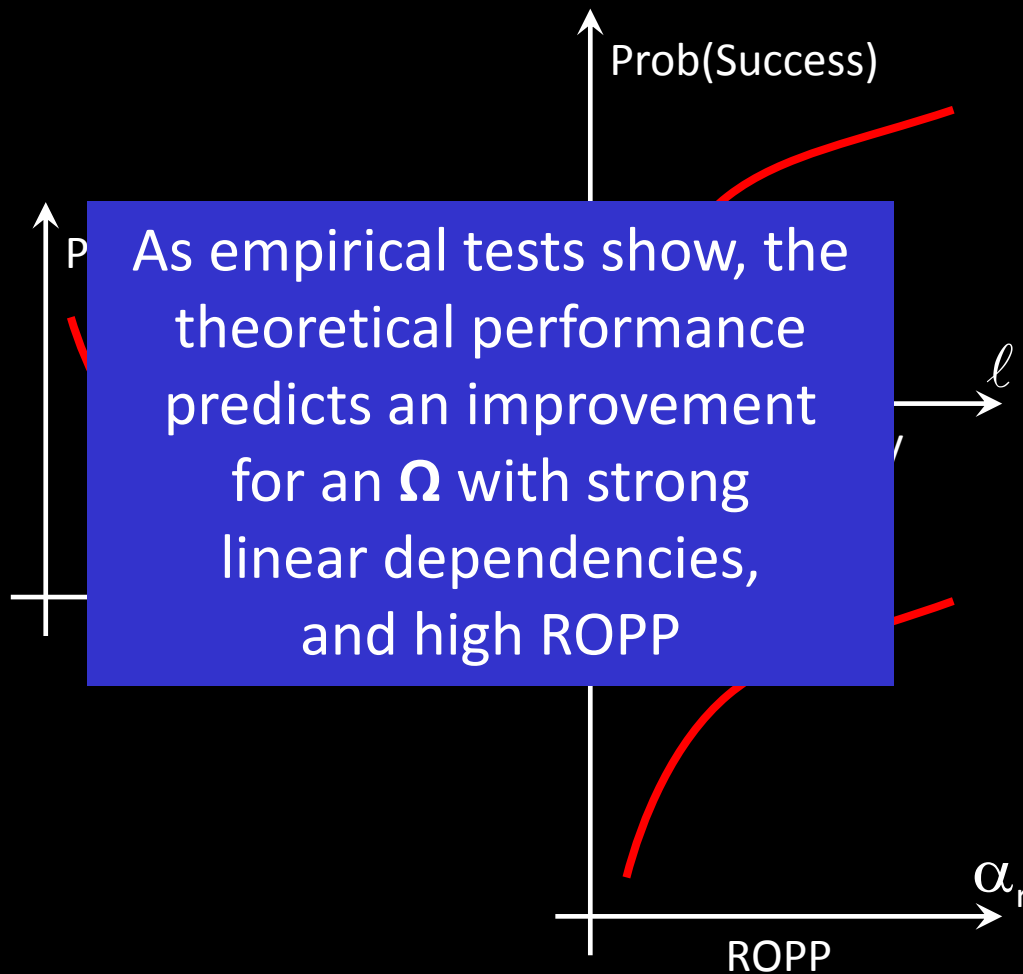 Prob(Success)
P
As empirical tests show, the
theoretical performance
predicts an improvement
for an Ω with strong
linear dependencies,
and high ROPP
ℓ
αr
ROPP